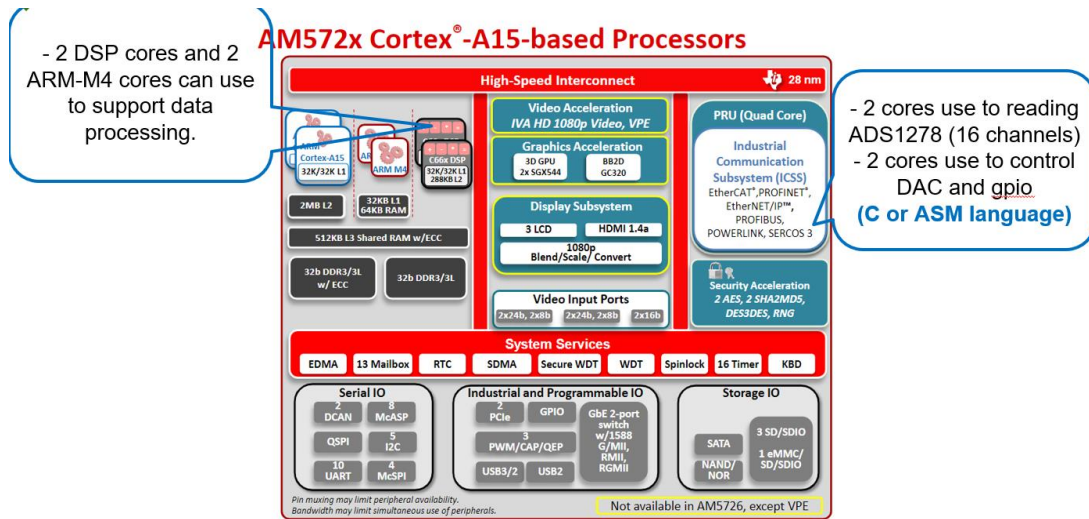 - 2 DSP cores and 2
ARM-M4 cores can use
to support data
processing.
AM572x Cortex®-A15-based Processors
High-Speed Interconnect
28 nm
ARM
Cortex-A15
32K/32K L1
2MB L2
ARM M4
32KB L1
64KB RAM
C66x DSP
32K/32K L1
288KB L2
512KB L3 Shared RAM w/ECC
32b DDR3/3L
w/ ECC
32b DDR3/3L
Video Acceleration
IVA HD 1080p Video, VPE
Graphics Acceleration
3D GPU
2x SGX544
BB2D
GC320
Display Subsystem
3 LCD
HDMI 1.4a
1080p
Blend/Scale/ Convert
Video Input Ports
2x24b, 2x8b
2x24b, 2x8b
2x16b
PRU (Quad Core)
Industrial
Communication
Subsystem (ICSS)
EtherCAT®,PROFINET®,
EtherNET/IP™,
PROFIBUS,
POWERLINK, SERCOS 3
Security Acceleration
2 AES, 2 SHA2MD5,
DES3DES, RNG
- 2 cores use to reading
ADS1278 (16 channels)
- 2 cores use to control
DAC and gpio
(C or ASM language)
System Services
EDMA
13 Mailbox
RTC
SDMA
Secure WDT
WDT
Spinlock
16 Timer
KBD
Serial IO
2
DCAN
8
McASP
QSPI
5
I2C
10
UART
4
McSPI
Industrial and Programmable IO
2
PCIe
GPIO
3
PWM/CAP/QEP
USB3/2
USB2
GbE 2-port
switch
w/1588
G/MII,
RMII,
RGMII
Storage IO
SATA
NAND/
NOR
3 SD/SDIO
1 eMMC/
SD/SDIO
Pin muxing may limit peripheral availability.
Bandwidth may limit simultaneous use of peripherals.
Not available in AM5726, except VPE